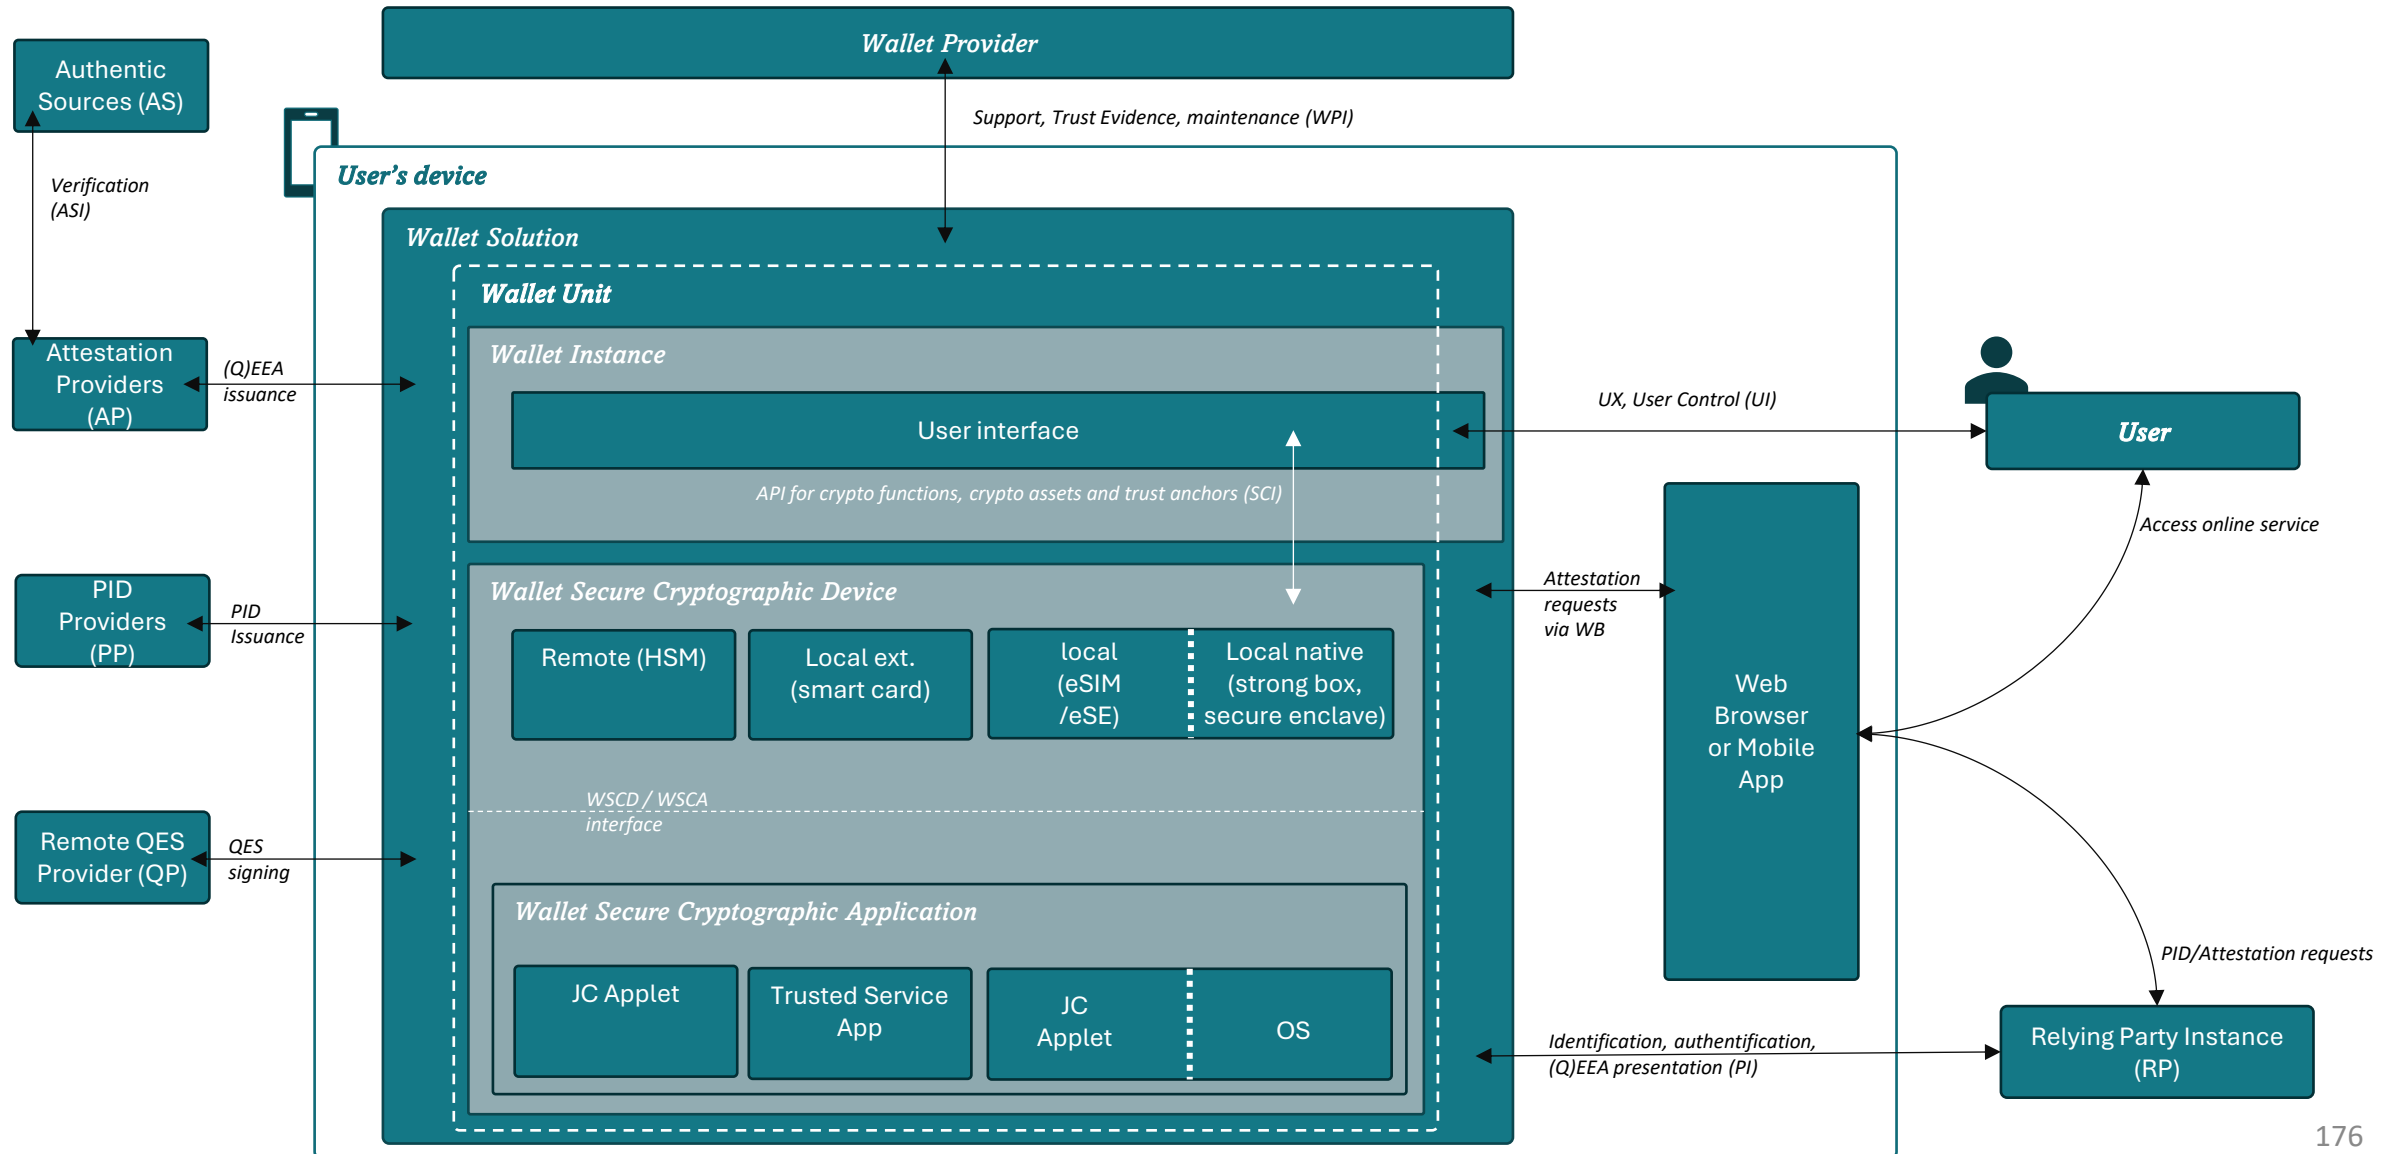 Wallet Provider
Authentic
Sources (AS)
Support, Trust Evidence, maintenance (WPI)
User's device
Verification
(ASI)
Wallet Solution
Wallet Unit
Attestation
Providers
(AP)
(Q)EEA
issuance
Wallet Instance
User interface
API for crypto functions, crypto assets and trust anchors (SCI)
UX, User Control (UI)
User
Access online service
PID
Providers
(PP)
PID
Issuance
Wallet Secure Cryptographic Device
Remote (HSM)
Local ext.
(smart card)
local
(eSIM
/eSE)
Local native
(strong box,
secure enclave)
Attestation
requests
via WB
Web
Browser
or Mobile
App
WSCD / WSCA
interface
Remote QES
Provider (QP)
QES
signing
Wallet Secure Cryptographic Application
JC Applet
Trusted Service
App
JC
Applet
OS
PID/Attestation requests
Identification, authentification,
(Q)EEA presentation (PI)
Relying Party Instance
(RP)
176